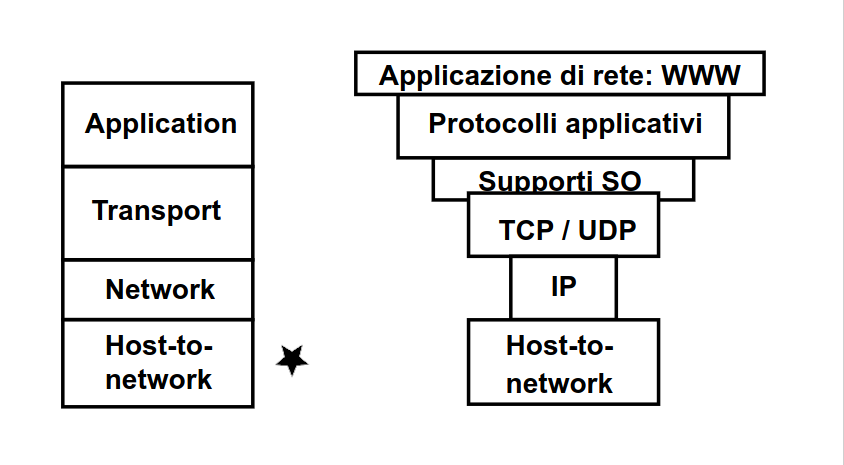 Application
Transport
Network
Host-to-
network
Applicazione di rete: WWW
Protocolli applicativi
Supporti SO
TCP / UDP
IP
Host-to-
network